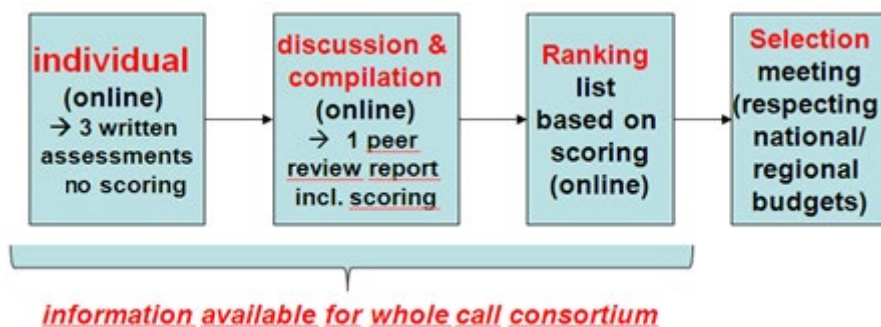 individual
(online)
→ 3 written
assessments
no scoring
discussion &
compilation
(online)
→ 1 peer
review report
incl. scoring
Ranking
list
based on
scoring
(online)
Selection
meeting
(respecting
national/
regional
budgets)
information available for whole call consortium